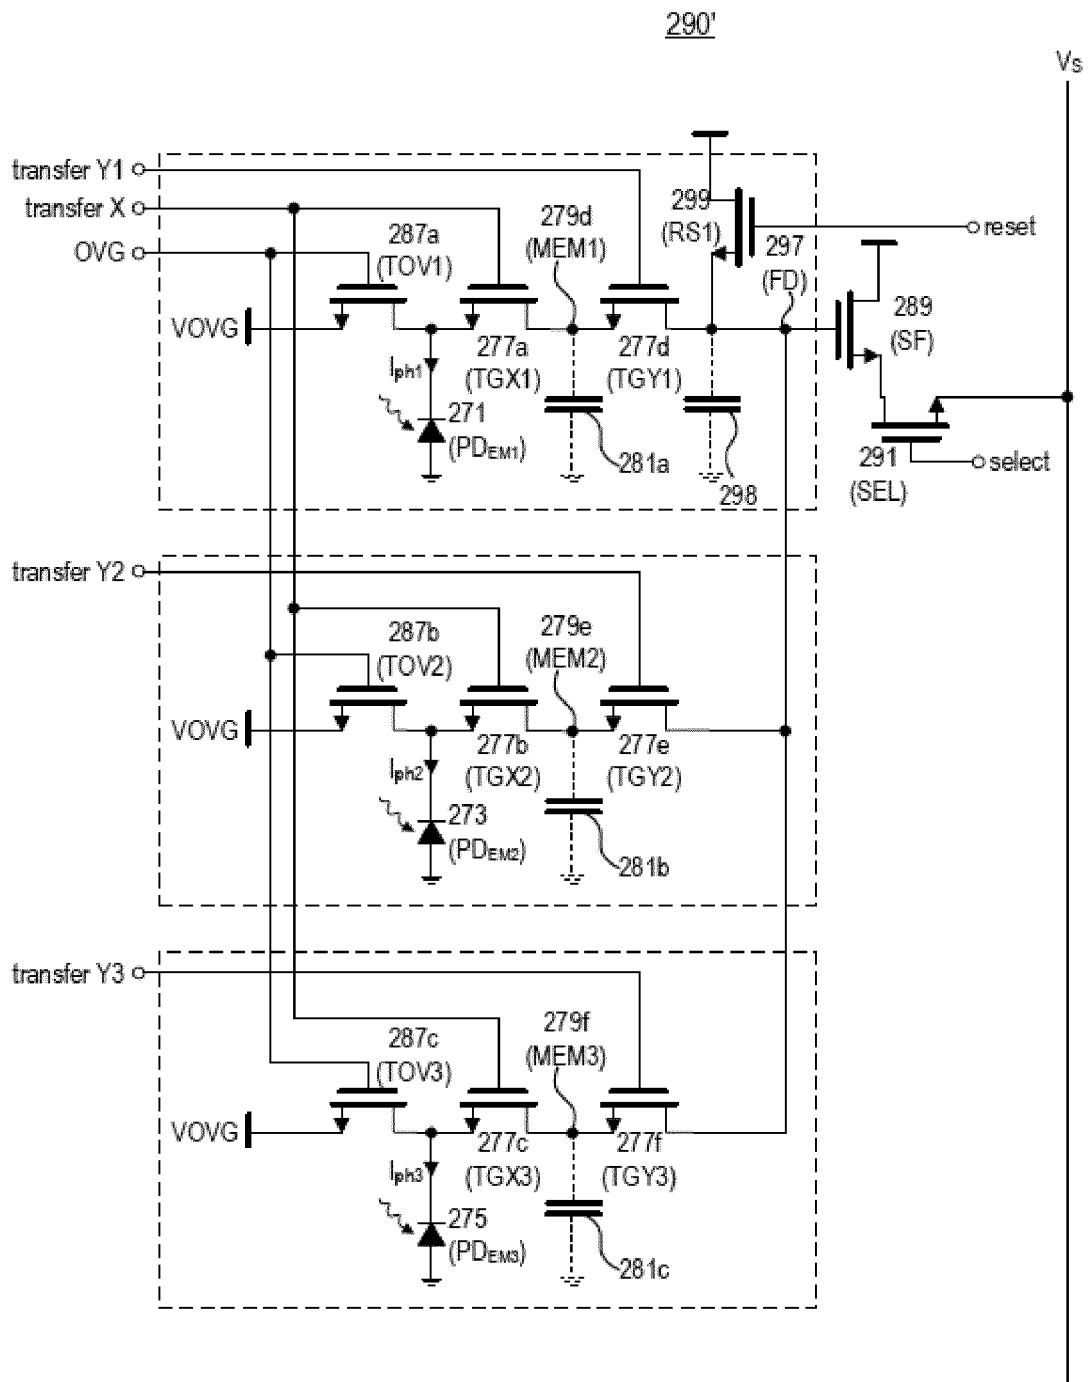 290'
Vs
transfer Y1
transfer X
OVG
287a
(TOV1)
279d
(MEM1)
299
(RS1)
297
(FD)
reset
289
(SF)
VOVG
Iph1
277a
(TGX1)
277d
(TGY1)
271
(PDEM1)
281a
298
291
(SEL)
select
transfer Y2
287b
(TOV2)
279e
(MEM2)
VOVG
Iph2
277b
(TGX2)
277e
(TGY2)
273
(PDEM2)
281b
transfer Y3
287c
(TOV3)
279f
(MEM3)
VOVG
Iph3
277c
(TGX3)
277f
(TGY3)
275
(PDEM3)
281c